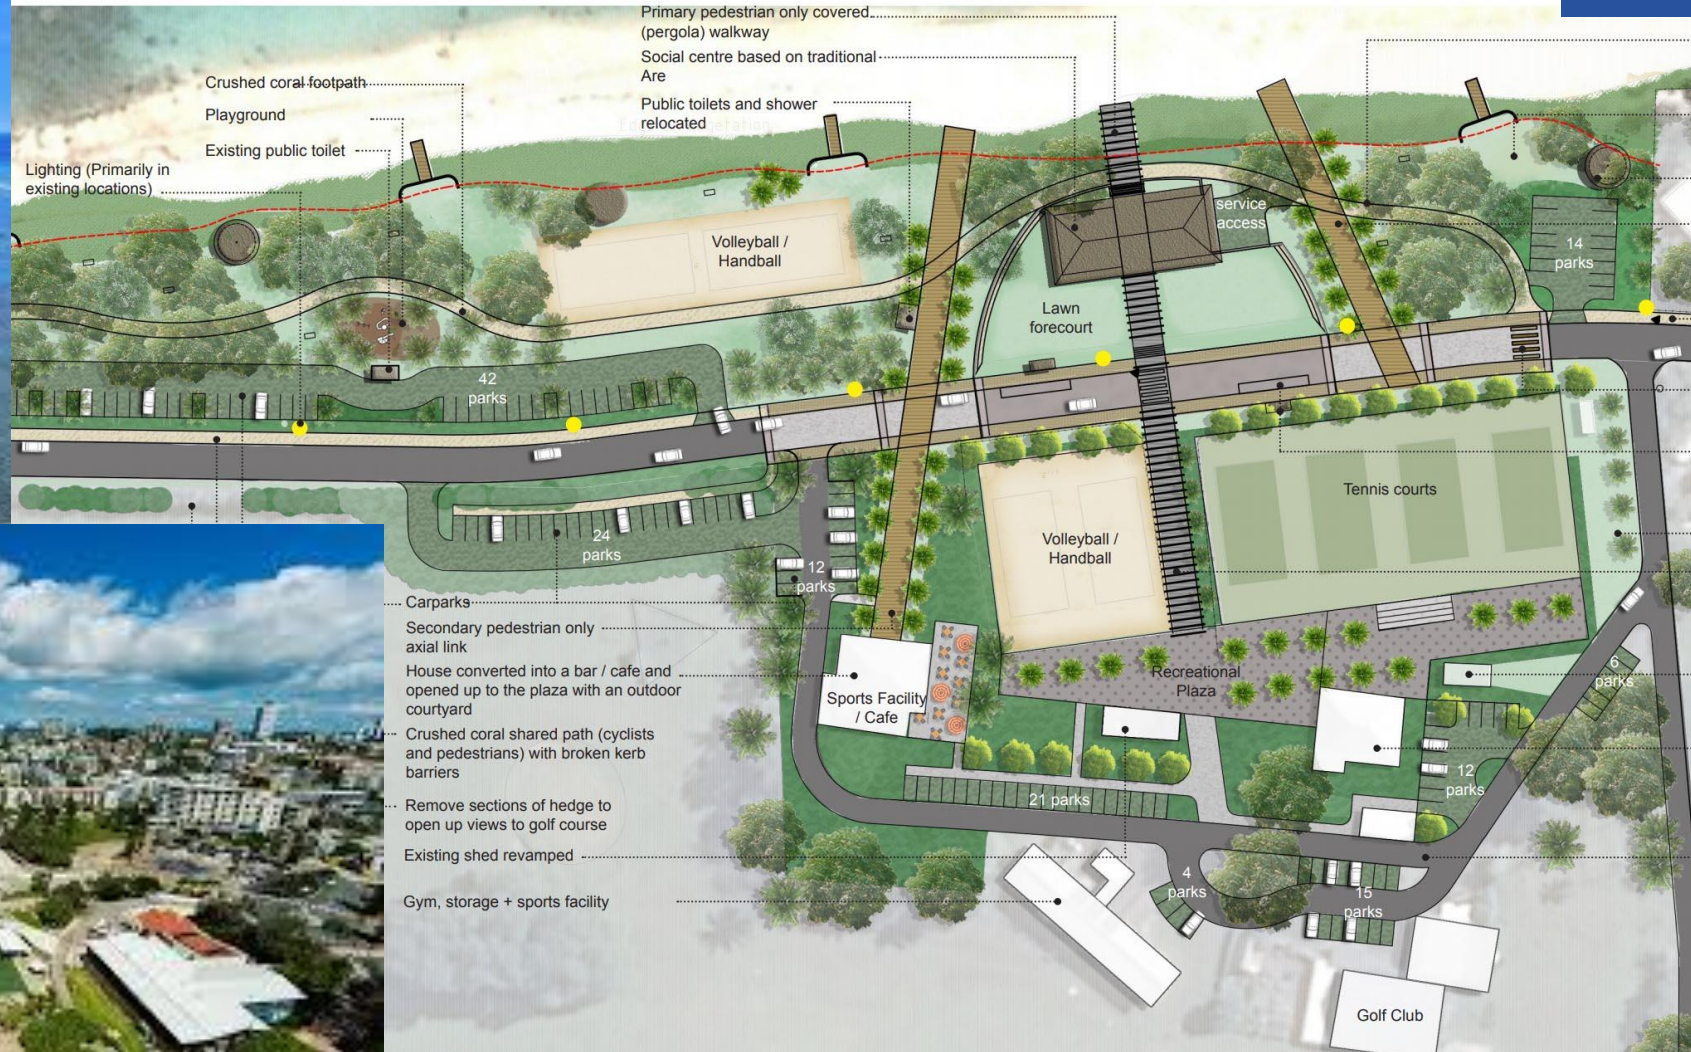 Primary pedestrian only covered
(pergola) walkway
Social centre based on traditional
Are
Public toilets and shower
relocated
Crushed coral footpath
Playground
Existing public toilet
Lighting (Primarily in
existing locations)
service
access
14
parks
Volleyball /
Handball
Lawn
forecourt
42
parks
Tennis courts
24
parks
12
parks
Volleyball /
Handball
Carparks
Secondary pedestrian only
axial link
House converted into a bar / cafe and
opened up to the plaza with an outdoor
courtyard
Crushed coral shared path (cyclists
and pedestrians) with broken kerb
barriers
Remove sections of hedge to
open up views to golf course
Existing shed revamped
Gym, storage + sports facility
Sports Facility
/ Cafe
Recreational
Plaza
6
parks
12
parks
21 parks
4
parks
15
parks
Golf Club